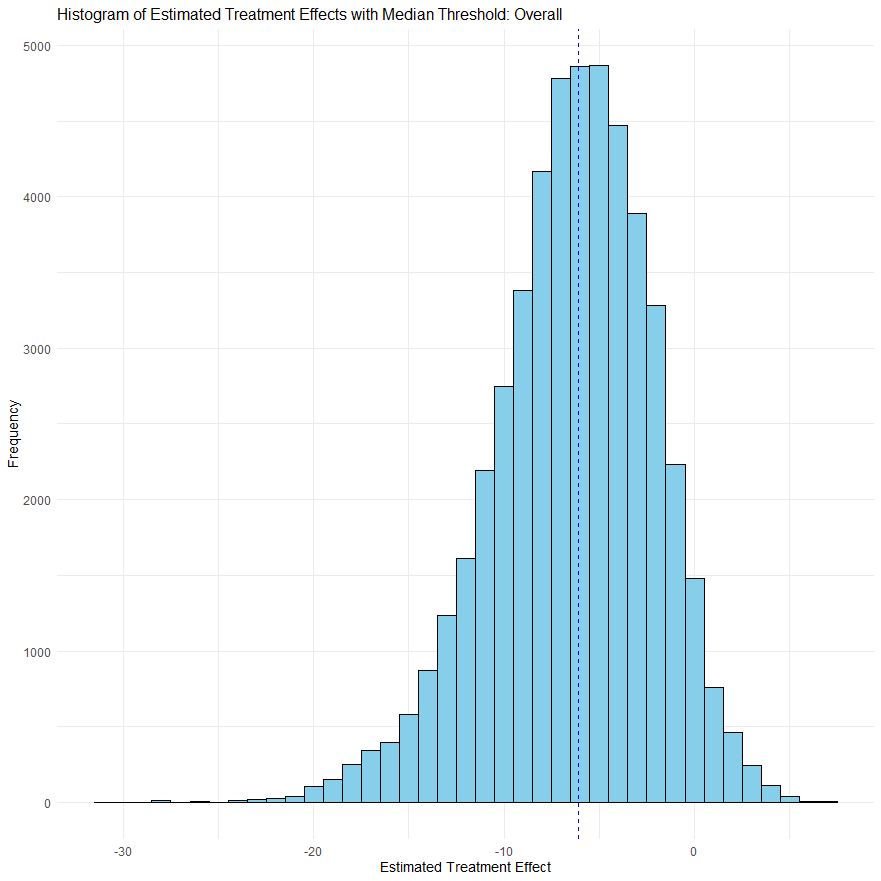 Histogram of Estimated Treatment Effects with Median Threshold: Overall
5000
4000
3000
2000
1000
0
Frequency
-30 -20 -10 0
Estimated Treatment Effect